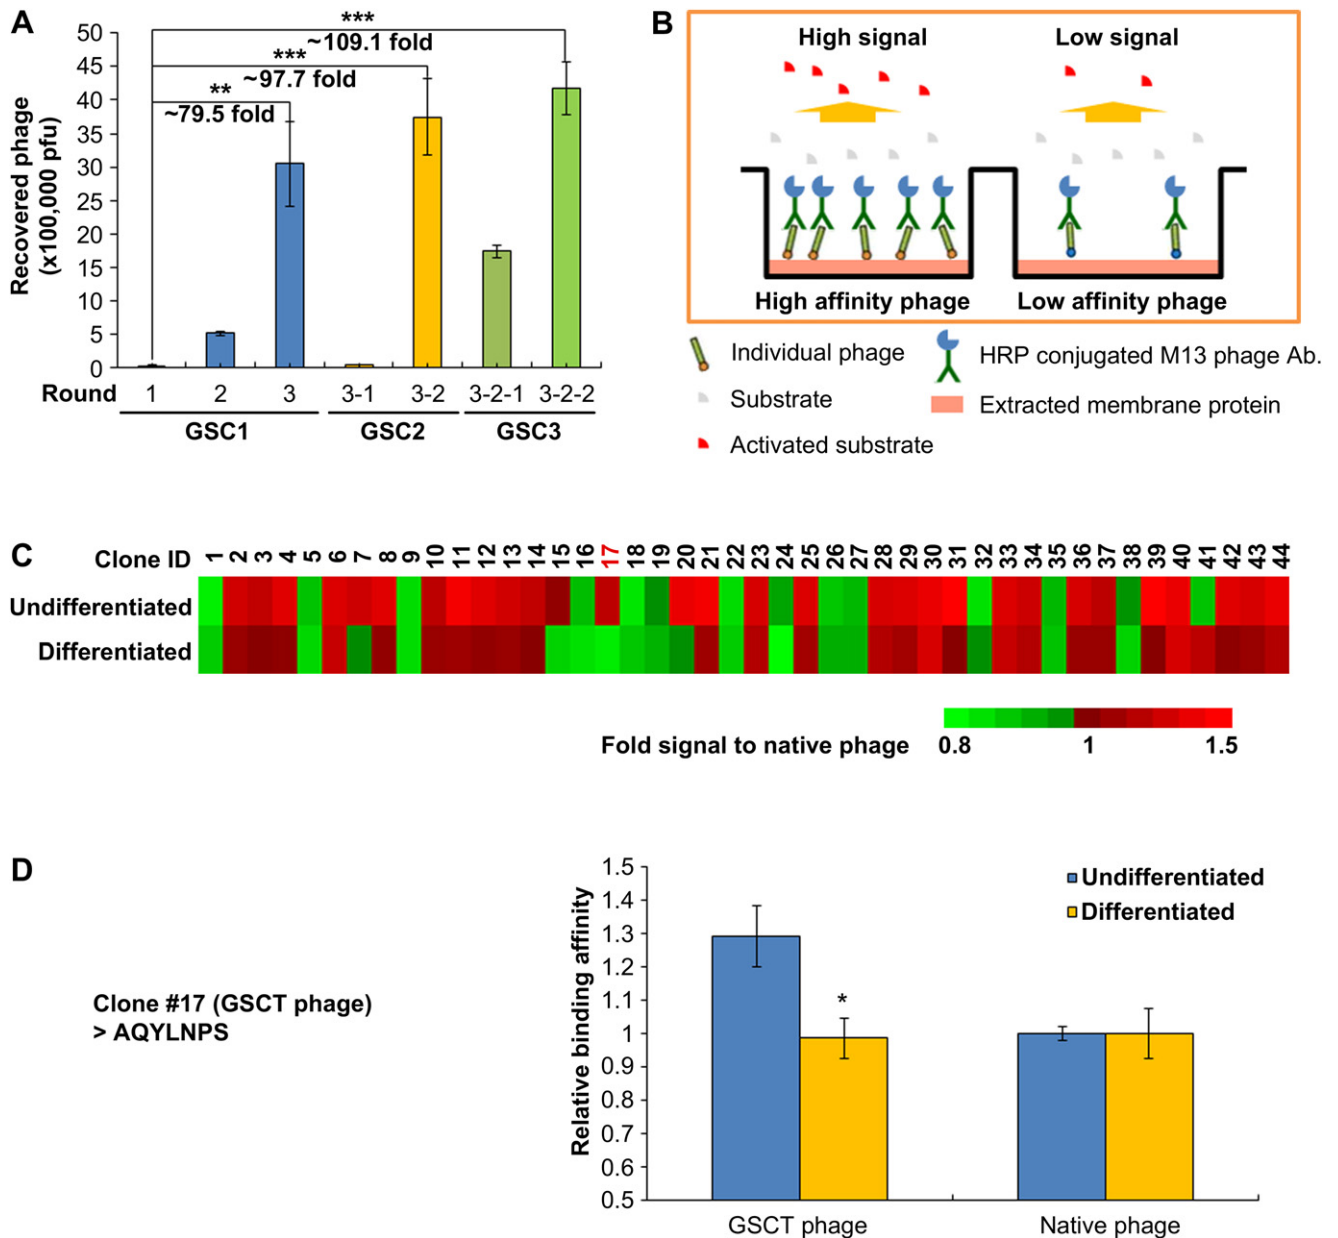 A
Recovered phage
(x100,000 pfu)
50
45
40
35
30
25
20
15
10
5
0
***
~109.1 fold
***
~97.7 fold
**
~79.5 fold
Round 1 2 3 3-1 3-2 3-2-1 3-2-2
GSC1 GSC2 GSC3
B
High signal Low signal
High affinity phage Low affinity phage
Individual phage
HRP conjugated M13 phage Ab.
Substrate
Extracted membrane protein
Activated substrate
C
Clone ID 1 2 3 4 5 6 7 8 9 10 11 12 13 14 15 16 17 18 19 20 21 22 23 24 25 26 27 28 29 30 31 32 33 34 35 36 37 38 39 40 41 42 43 44
Undifferentiated
Differentiated
Fold signal to native phage 0.8 1 1.5
D
Clone #17 (GSCT phage)
> AQYLNPS
Relative binding affinity
1.5
1.4
1.3
1.2
1.1
1
0.9
0.8
0.7
0.6
0.5
*
Undifferentiated
Differentiated
GSCT phage Native phage